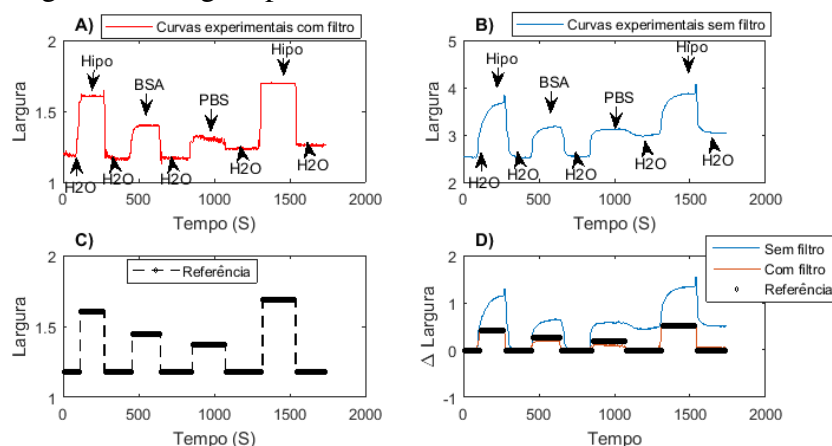 A)
Curvas experimentais com filtro
2
Hipo
Hipo
BSA
PBS
1.5
Largura
H2O
H2O
H2O
H2O
H2O
1
0
500
1000
1500
2000
Tempo (S)
B)
Curvas experimentais sem filtro
5
Hipo
Hipo
4
BSA
PBS
Largura
3
H2O
H2O
H2O
H2O
H2O
2
0
500
1000
1500
2000
Tempo (S)
C)
Referência
2
Largura
1.5
1
0
500
1000
1500
2000
Tempo (S)
D)
Sem filtro
Com filtro
Referência
2
1
Δ Largura
0
-1
0
500
1000
1500
2000
Tempo